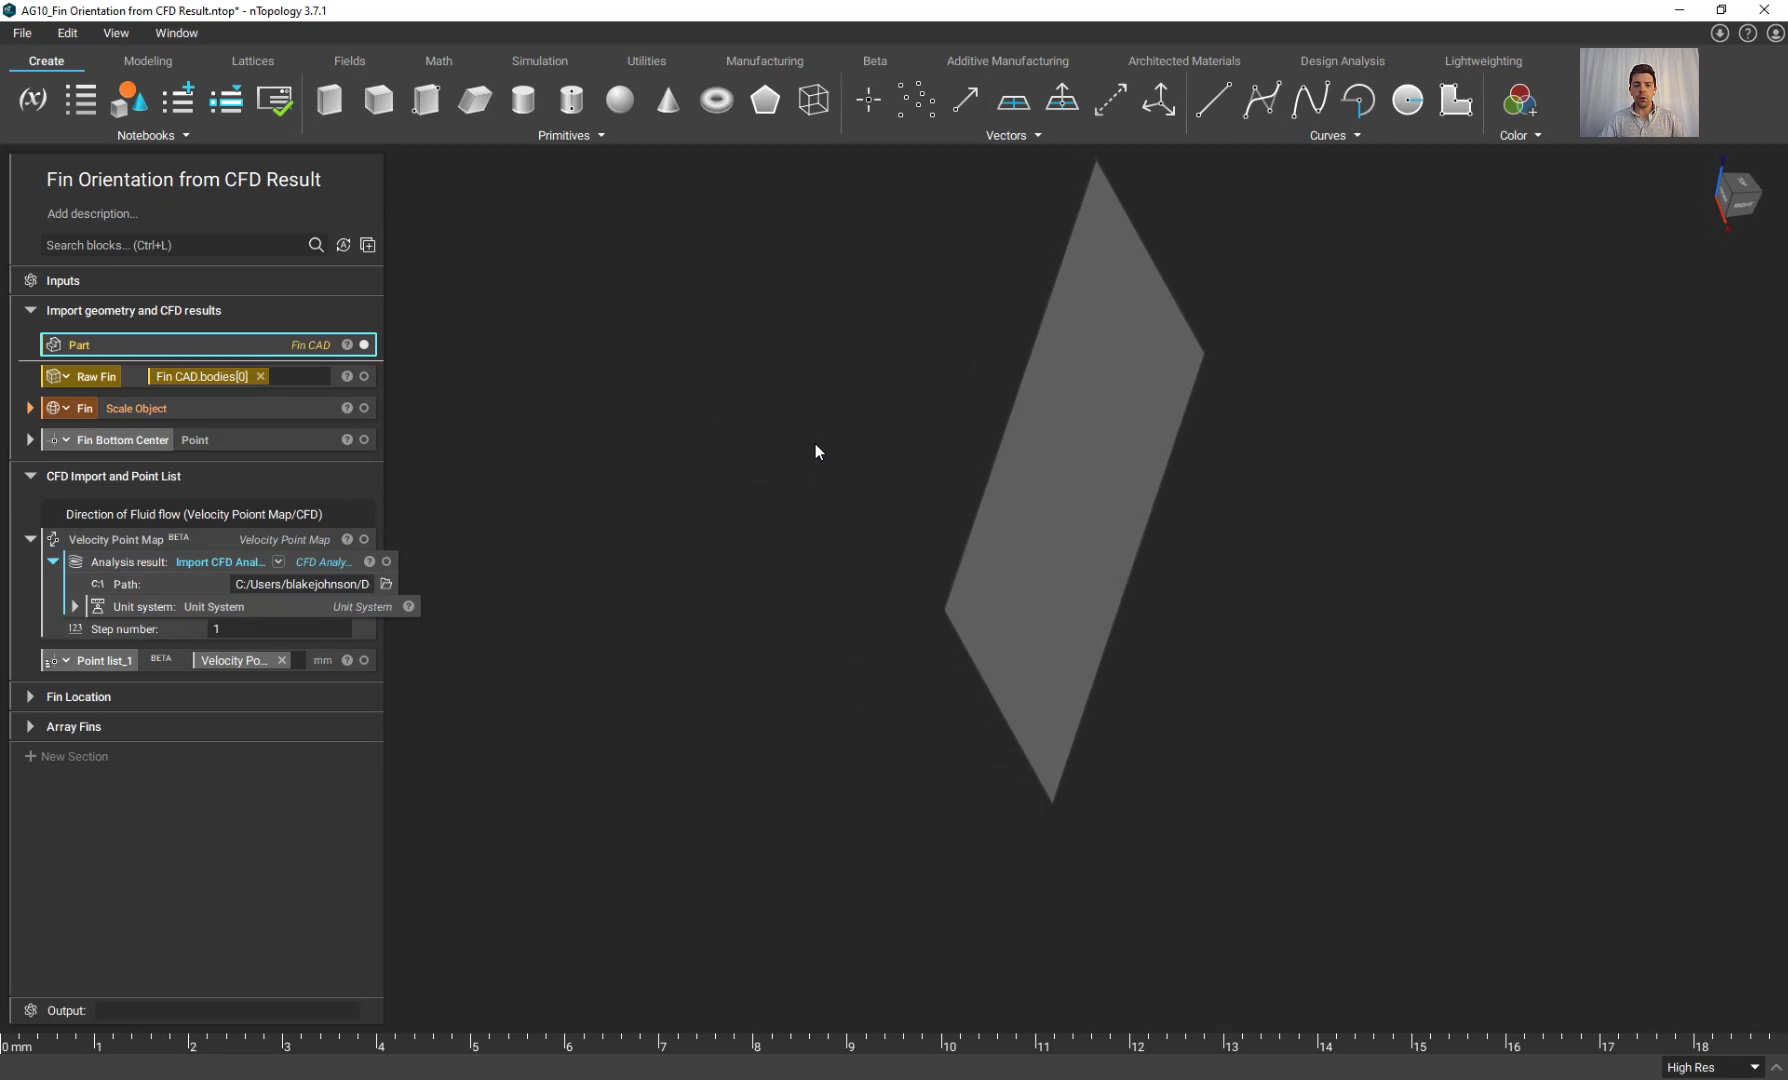 AG10_Fin Orientation from CFD Result.ntop* - nTopology 3.7.1
File Edit View Window
Create Modeling Lattices Fields Math Simulation Utilities Manufacturing Beta Additive Manufacturing Architected Materials Design Analysis Lightweighting
(x)
Notebooks Primitives Vectors Curves Color
Fin Orientation from CFD Result
Add description...
Search blocks... (Ctrl+L)
Inputs
Import geometry and CFD results
Part Fin CAD
Raw Fin Fin CAD.bodies[0]
Fin Scale Object
Fin Bottom Center Point
CFD Import and Point List
Direction of Fluid flow (Velocity Poiont Map/CFD)
Velocity Point Map BETA Velocity Point Map
Analysis result: Import CFD Anal... CFD Analy...
C:\ Path: C:/Users/blakejohnson/D
Unit system: Unit System Unit System
123 Step number: 1
Point list_1 BETA Velocity Po... mm
Fin Location
Array Fins
New Section
Output:
0 mm 1 2 3 4 5 6 7 8 9 10 11 12 13 14 15 16 17 18
High Res